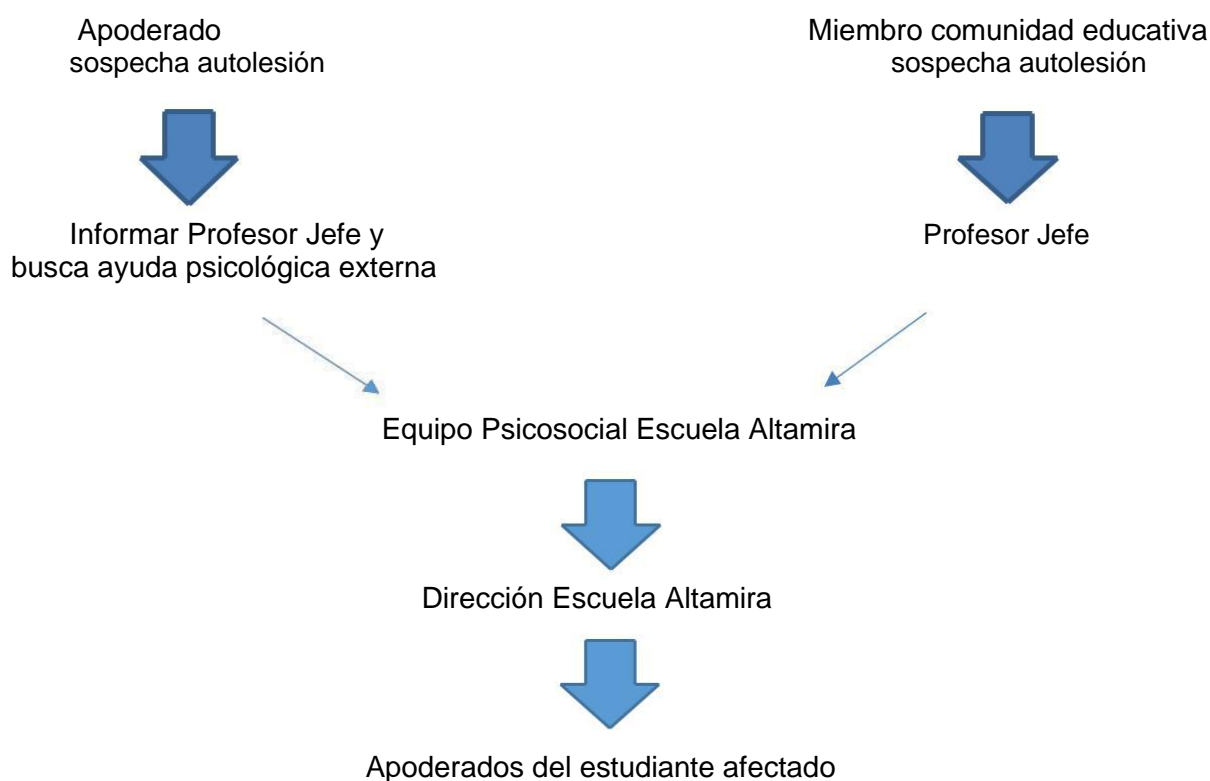 Apoderado
sospecha autolesión
Miembro comunidad educativa
sospecha autolesión
Informar Profesor Jefe y
busca ayuda psicológica externa
Profesor Jefe
Equipo Psicosocial Escuela Altamira
Dirección Escuela Altamira
Apoderados del estudiante afectado